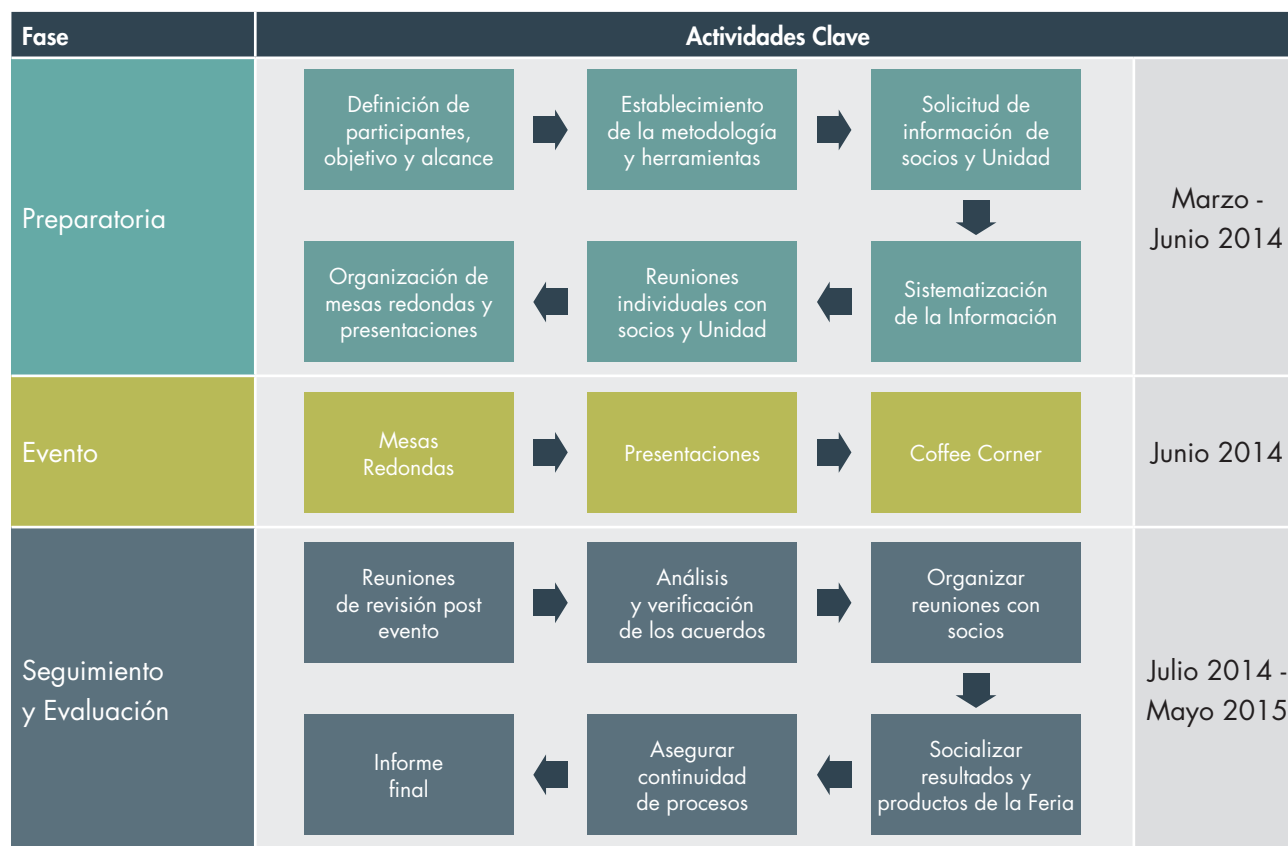 Fase
Actividades Clave
Preparatoria
Definición de
participantes,
objetivo y alcance
Establecimiento
de la metodología
y herramientas
Solicitud de
información de
socios y Unidad
Organización de
mesas redondas y
presentaciones
Reuniones
individuales con
socios y Unidad
Sistematización
de la Información
Marzo -
Junio 2014
Evento
Mesas
Redondas
Presentaciones
Coffee Corner
Junio 2014
Seguimiento
y Evaluación
Reuniones
de revisión post
evento
Análisis
y verificación
de los acuerdos
Organizar
reuniones con
socios
Informe
final
Asegurar
continuidad
de procesos
Socializar
resultados y
productos de la Feria
Julio 2014 -
Mayo 2015